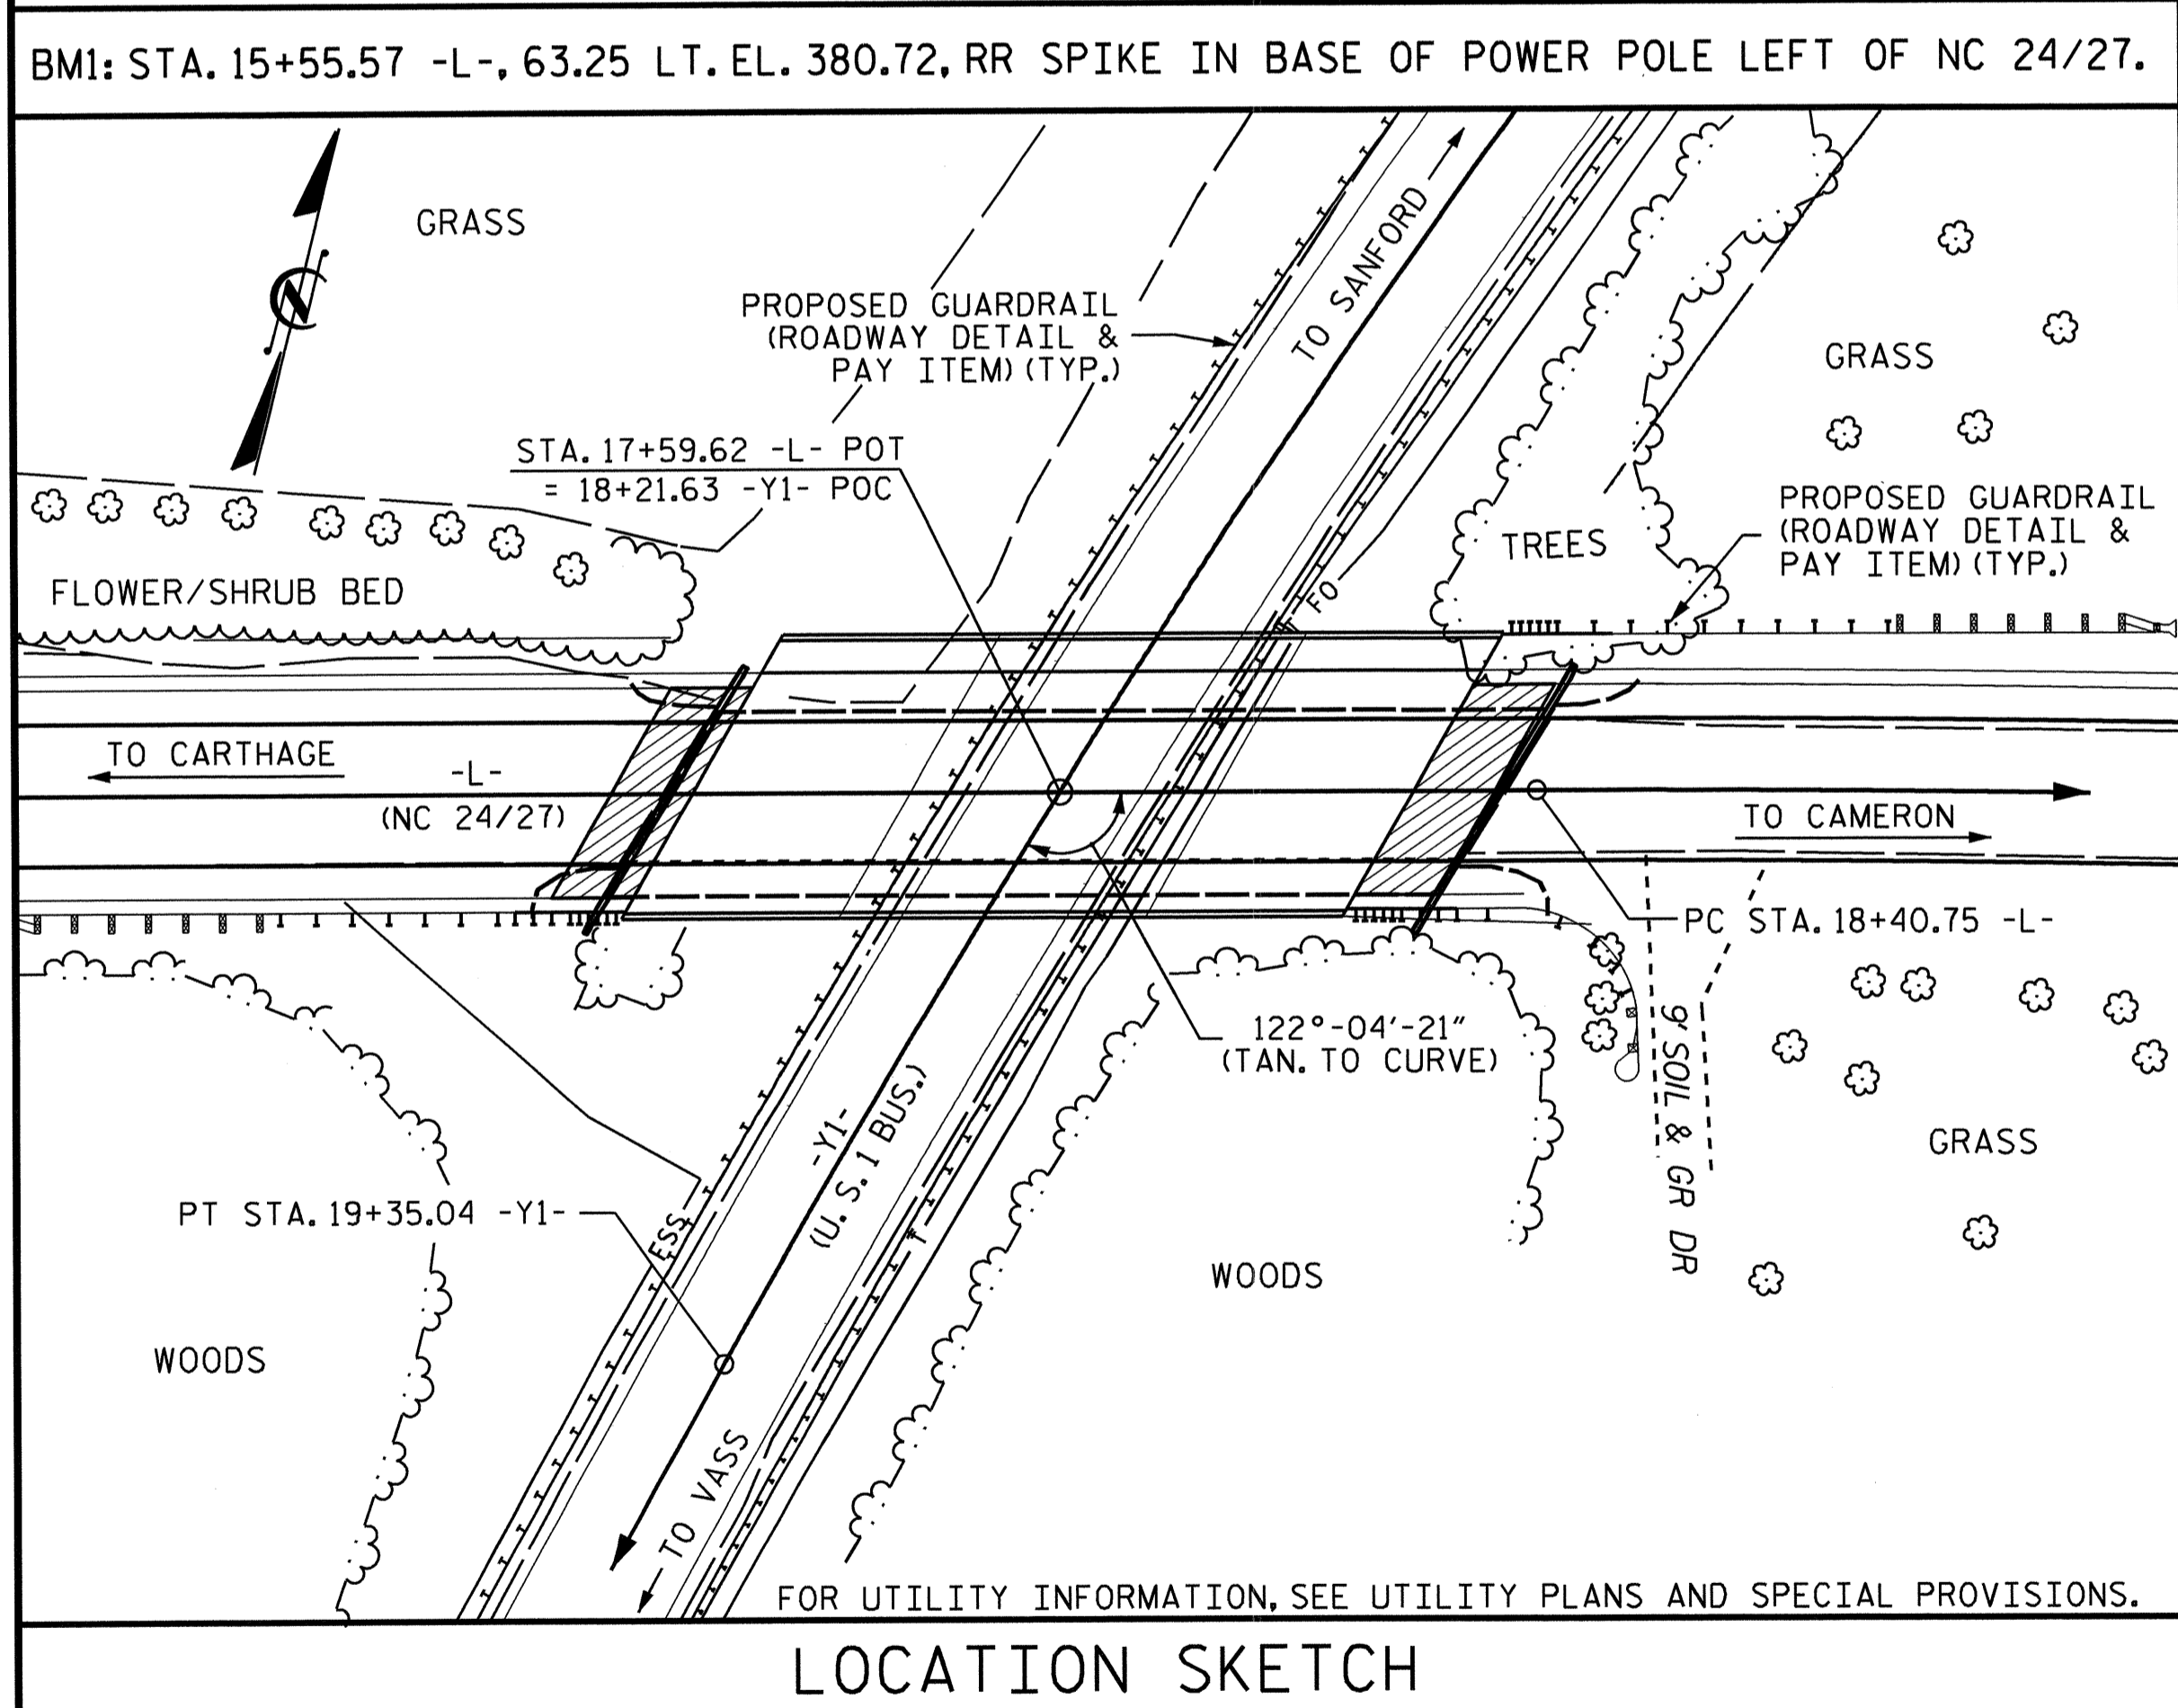 BM1: STA. 15+55.57 -L-, 63.25 LT. EL. 380.72, RR SPIKE IN BASE OF POWER POLE LEFT OF NC 24/27.
GRASS
TO SANFORD
PROPOSED GUARDRAIL
(ROADWAY DETAIL &
PAY ITEM) (TYP.)
GRASS
STA. 17+59.62 -L- POT
= 18+21.63 -Y1- POC
PROPOSED GUARDRAIL
(ROADWAY DETAIL &
PAY ITEM) (TYP.)
TREES
FLOWER/SHRUB BED
FO
TO CARTHAGE
-L-
(NC 24/27)
TO CAMERON
PC STA. 18+40.75 -L-
122°-04'-21"
(TAN. TO CURVE)
9' SOIL & GR DR
-Y1-
(U.S. 1 BUS.)
GRASS
PT STA. 19+35.04 -Y1-
ESS
WOODS
WOODS
TO VASS
FOR UTILITY INFORMATION, SEE UTILITY PLANS AND SPECIAL PROVISIONS.
LOCATION SKETCH